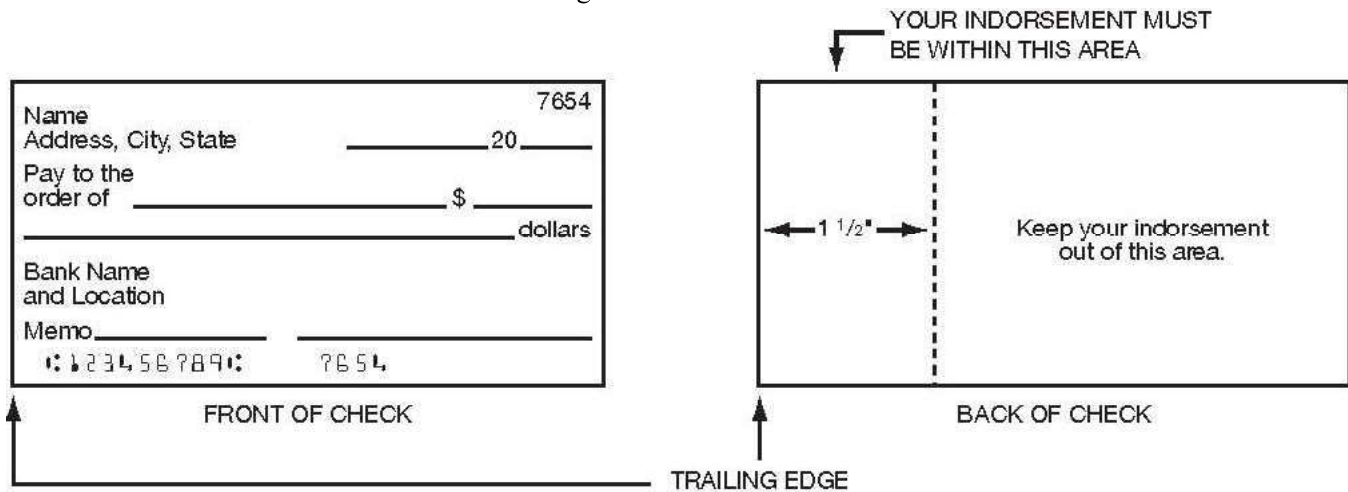 YOUR INDORSEMENT MUST
BE WITHIN THIS AREA
7654
Name
Address, City, State 20
Pay to the
order of $
dollars
Bank Name
and Location
Memo
⑆123456789⑆ 7654
1 1/2"
Keep your indorsement
out of this area.
FRONT OF CHECK
BACK OF CHECK
TRAILING EDGE